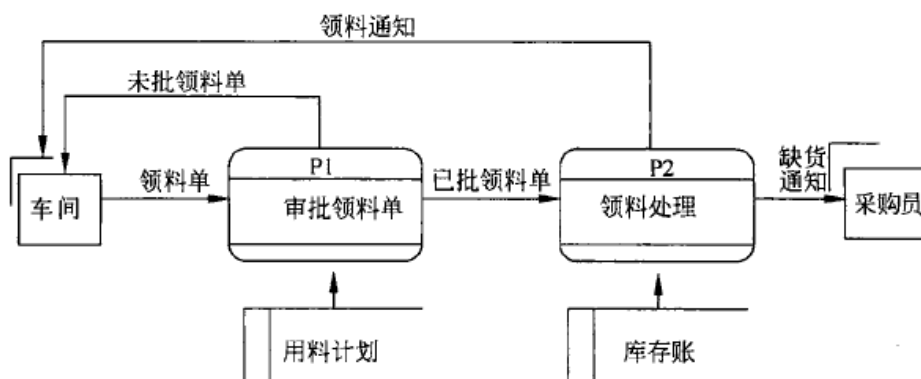 领料通知
未批领料单
车间
领料单
P1
审批领料单
已批领料单
P2
领料处理
缺货
通知
采购员
用料计划
库存账